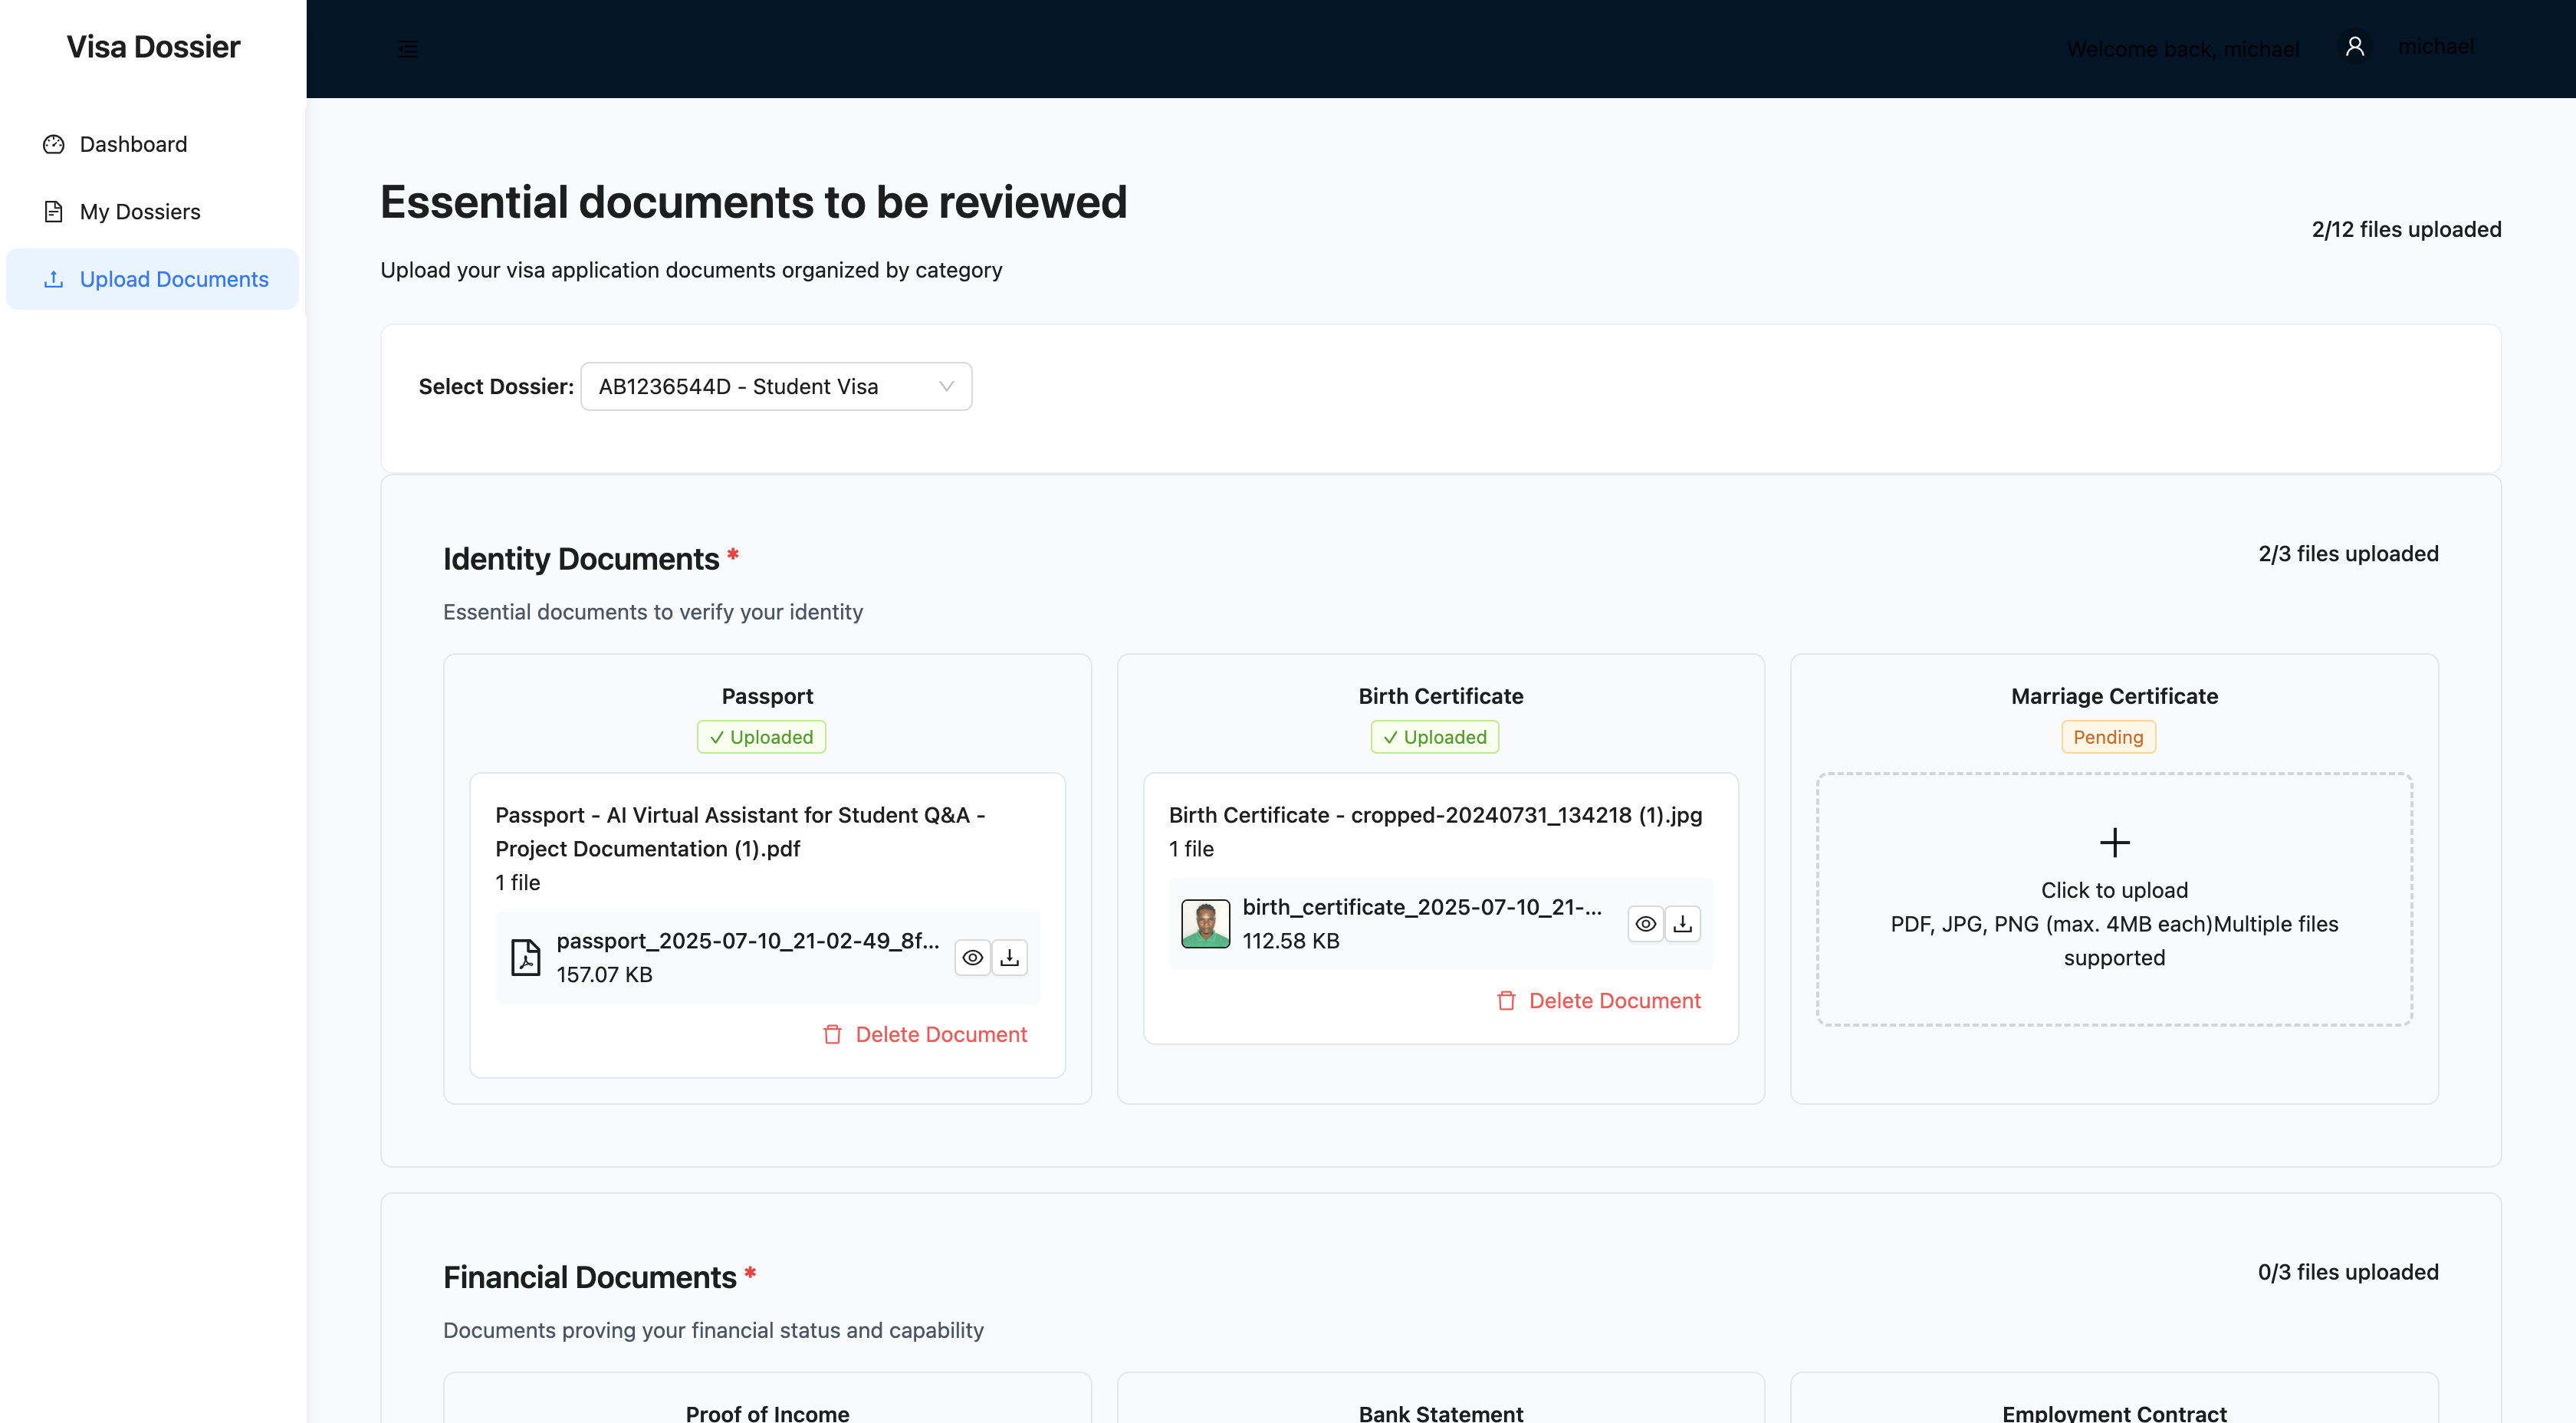 Visa Dossier
Welcome back, michael
michael
Dashboard
My Dossiers
Upload Documents
Essential documents to be reviewed
2/12 files uploaded
Upload your visa application documents organized by category
Select Dossier: AB1236544D - Student Visa
Identity Documents *
2/3 files uploaded
Essential documents to verify your identity
Passport
Uploaded
Passport - AI Virtual Assistant for Student Q&A -
Project Documentation (1).pdf
1 file
passport_2025-07-10_21-02-49_8f...
157.07 KB
Delete Document
Birth Certificate
Uploaded
Birth Certificate - cropped-20240731_134218 (1).jpg
1 file
birth_certificate_2025-07-10_21-...
112.58 KB
Delete Document
Marriage Certificate
Pending
Click to upload
PDF, JPG, PNG (max. 4MB each)Multiple files
supported
Financial Documents *
0/3 files uploaded
Documents proving your financial status and capability
Proof of Income
Bank Statement
Employment Contract